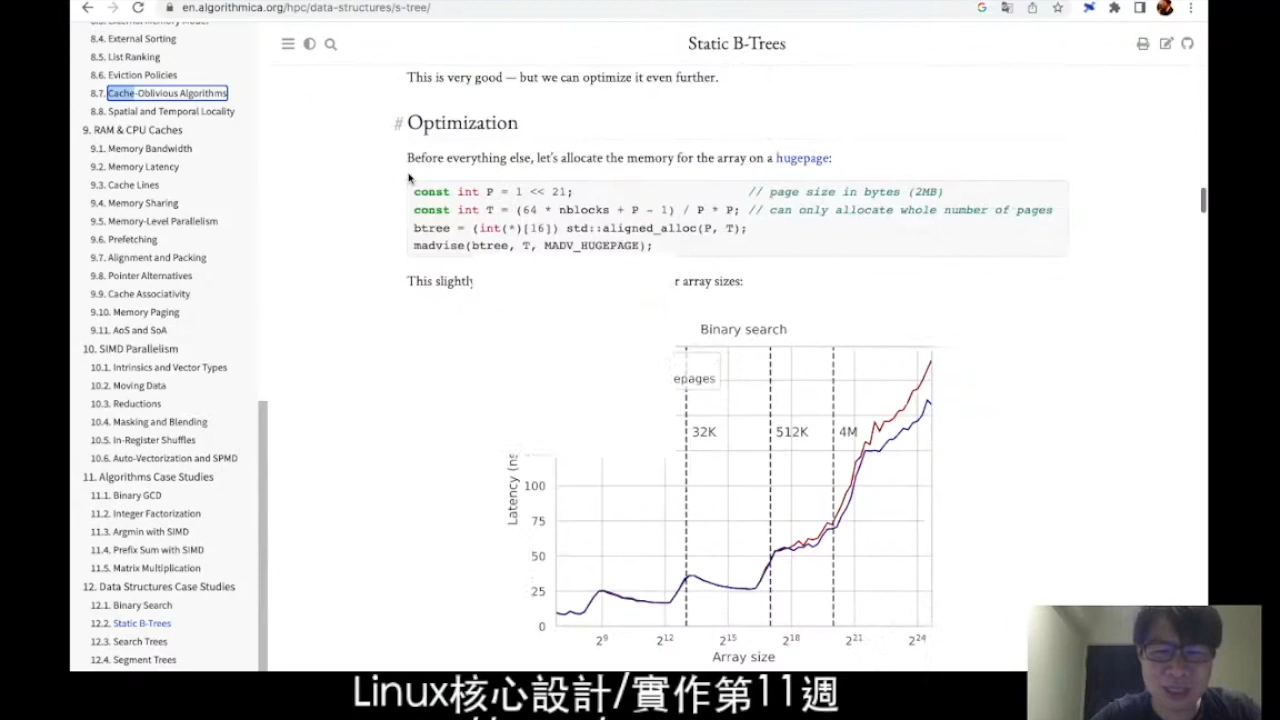 en.algorithmica.org/hpc/data-structures/s-tree/
8.4. External Sorting
8.5. List Ranking
8.6. Eviction Policies
8.7. Cache-Oblivious Algorithms
8.8. Spatial and Temporal Locality
9. RAM & CPU Caches
9.1. Memory Bandwidth
9.2. Memory Latency
9.3. Cache Lines
9.4. Memory Sharing
9.5. Memory-Level Parallelism
9.6. Prefetching
9.7. Alignment and Packing
9.8. Pointer Alternatives
9.9. Cache Associativity
9.10. Memory Paging
9.11. AoS and SoA
10. SIMD Parallelism
10.1. Intrinsics and Vector Types
10.2. Moving Data
10.3. Reductions
10.4. Masking and Blending
10.5. In-Register Shuffles
10.6. Auto-Vectorization and SPMD
11. Algorithms Case Studies
11.1. Binary GCD
11.2. Integer Factorization
11.3. Argmin with SIMD
11.4. Prefix Sum with SIMD
11.5. Matrix Multiplication
12. Data Structures Case Studies
12.1. Binary Search
12.2. Static B-Trees
12.3. Search Trees
12.4. Segment Trees
Static B-Trees
This is very good — but we can optimize it even further.
# Optimization
Before everything else, let's allocate the memory for the array on a hugepage:
const int P = 1 << 21; // page size in bytes (2MB)
const int T = (64 * nblocks + P - 1) / P * P; // can only allocate whole number of pages
btree = (int(*)[16]) std::aligned_alloc(P, T);
madvise(btree, T, MADV_HUGEPAGE);
This slightly r array sizes:
Binary search
epages
32K 512K 4M
Latency (ns
100
75
50
25
0
2⁹ 2¹² 2¹⁵ 2¹⁸ 2²¹ 2²⁴
Array size
Linux核心設計/實作第11週